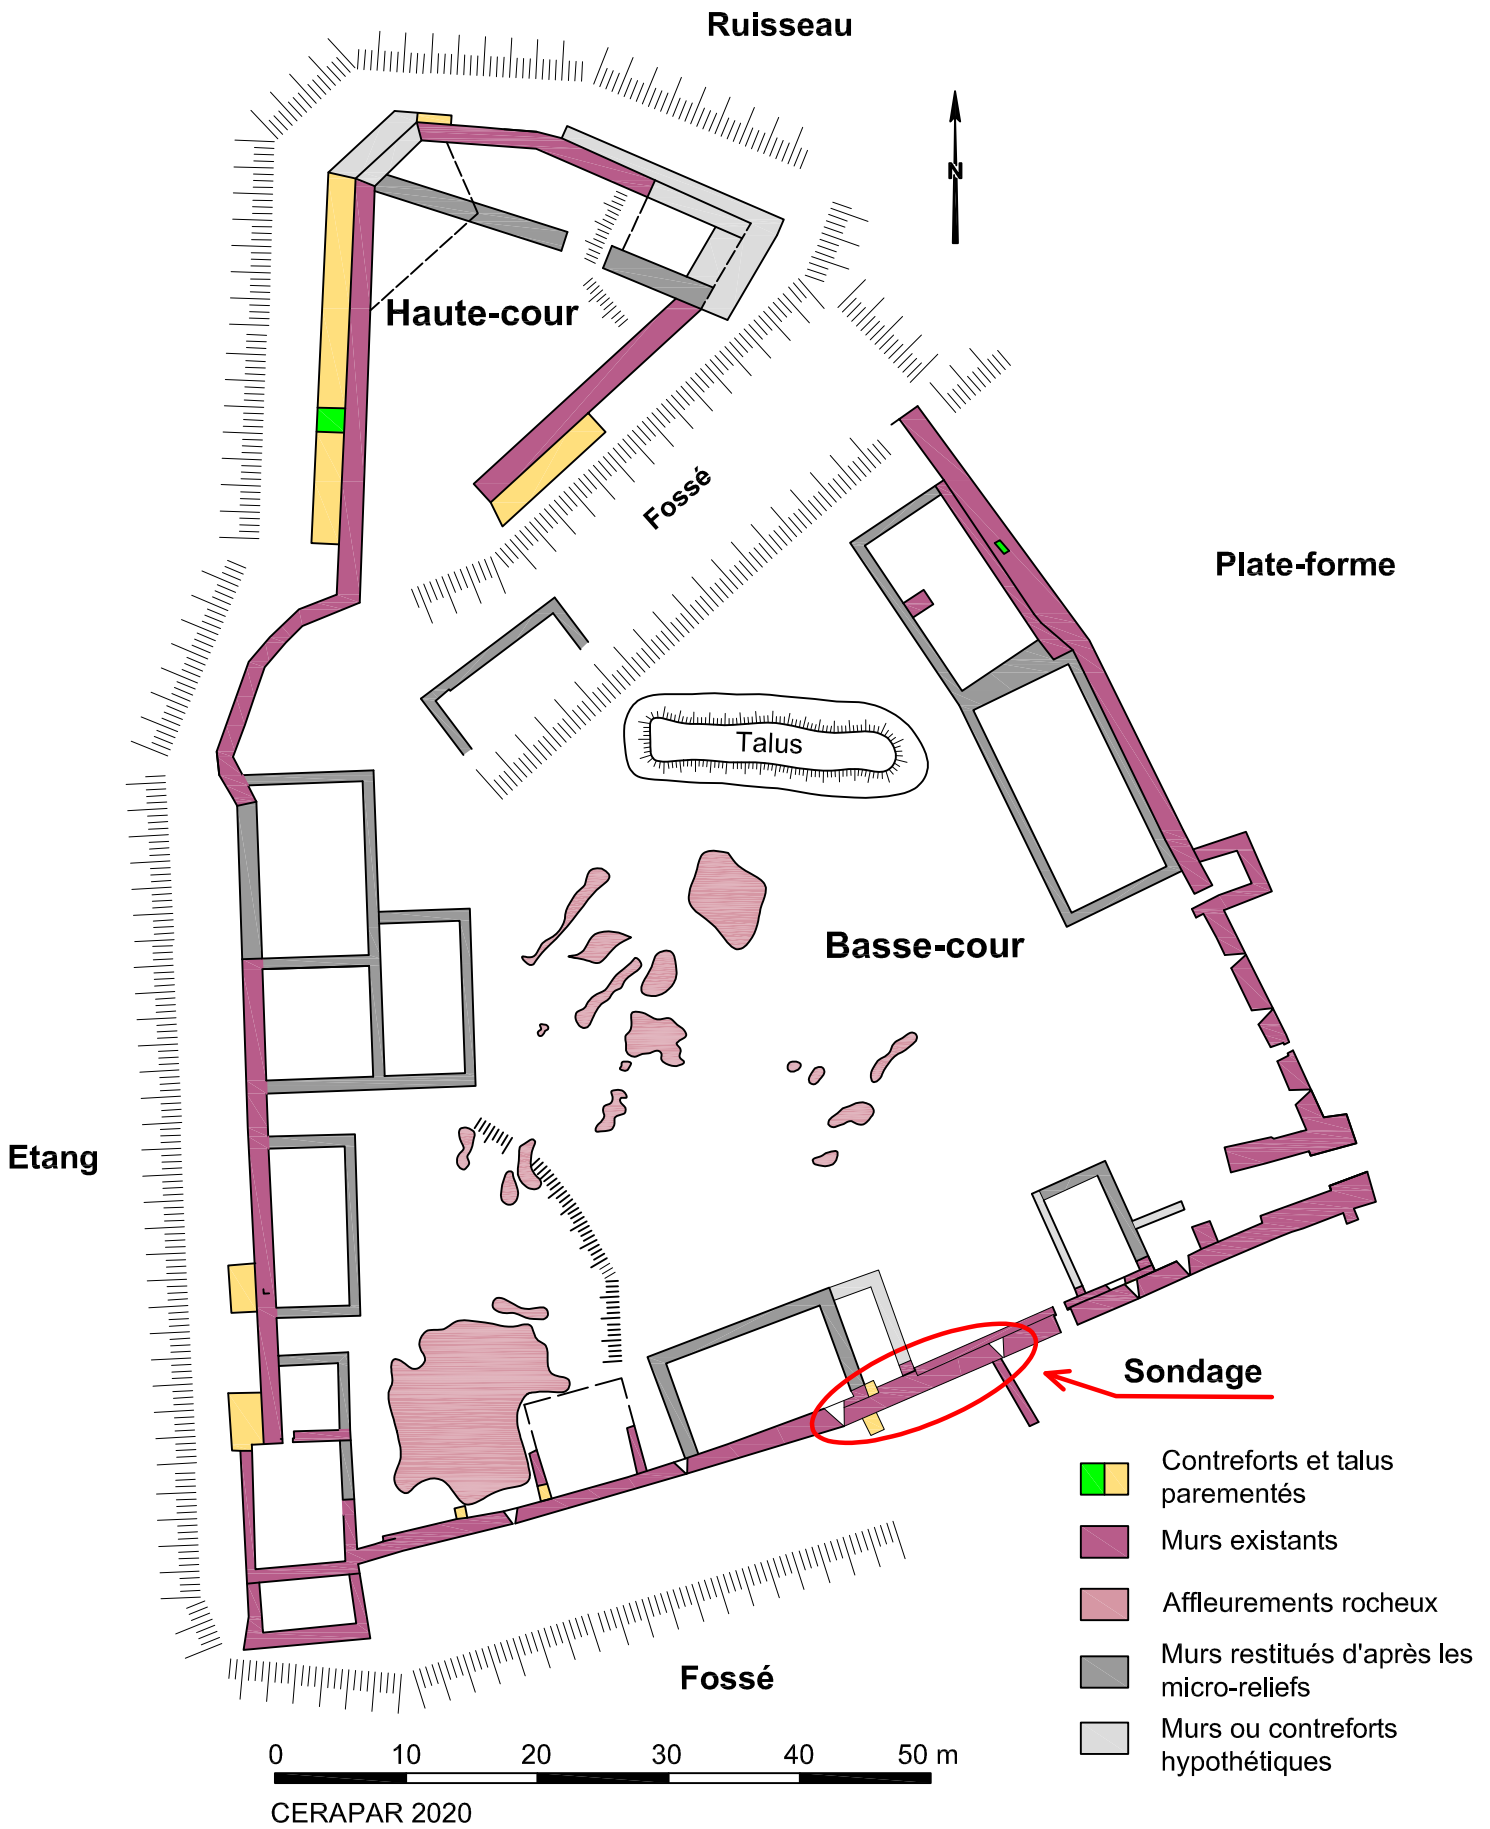 Ruisseau
N
Haute-cour
Fossé
Plate-forme
Talus
Basse-cour
Etang
Sondage
Contreforts et talus
parementés
Murs existants
Affleurements rocheux
Murs restitués d'après les
micro-reliefs
Murs ou contreforts
hypothétiques
Fossé
0 10 20 30 40 50 m
CERAPAR 2020